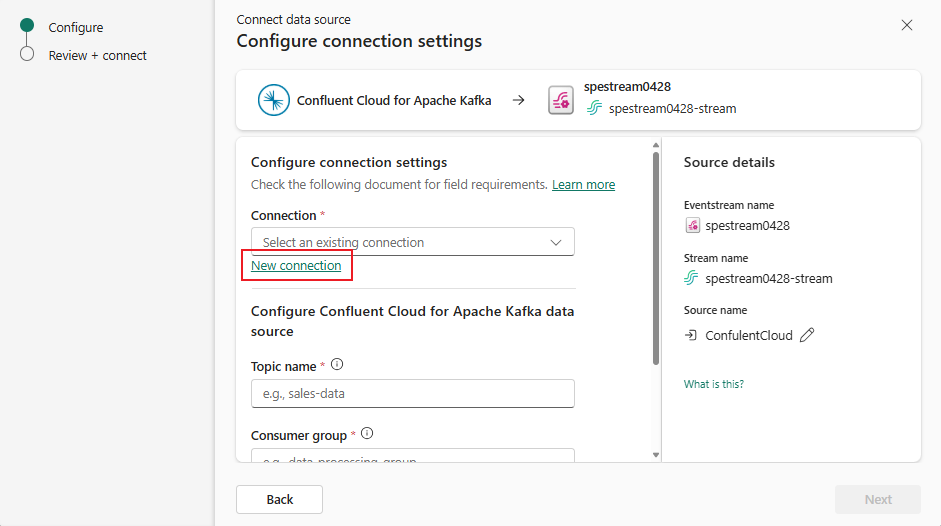 Configure
Review + connect
Connect data source
Configure connection settings
Confluent Cloud for Apache Kafka
spestream0428
spestream0428-stream
Configure connection settings
Check the following document for field requirements. Learn more
Connection *
Select an existing connection
New connection
Configure Confluent Cloud for Apache Kafka data
source
Topic name *
e.g., sales-data
Consumer group *
e.g., data-processing-group
Source details
Eventstream name
spestream0428
Stream name
spestream0428-stream
Source name
ConfulentCloud
What is this?
Back
Next